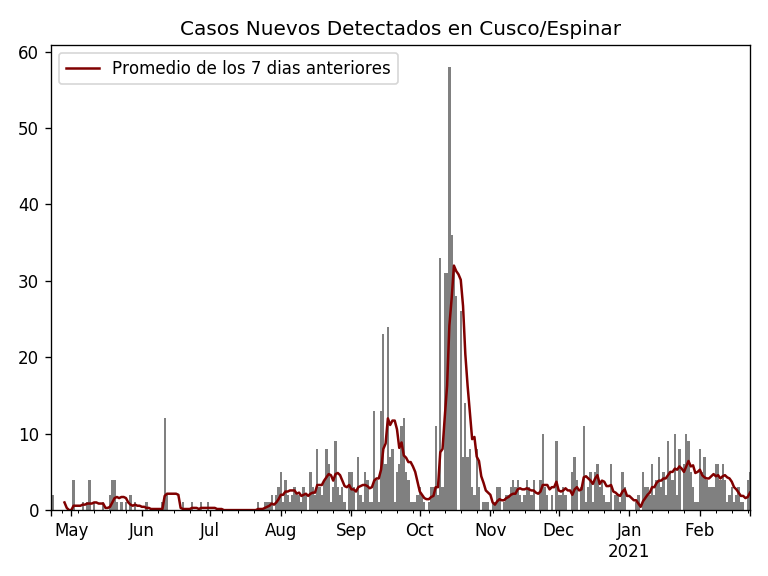 Casos Nuevos Detectados en Cusco/Espinar
Promedio de los 7 dias anteriores
60
50
40
30
20
10
0
May Jun Jul Aug Sep Oct Nov Dec Jan Feb
2021